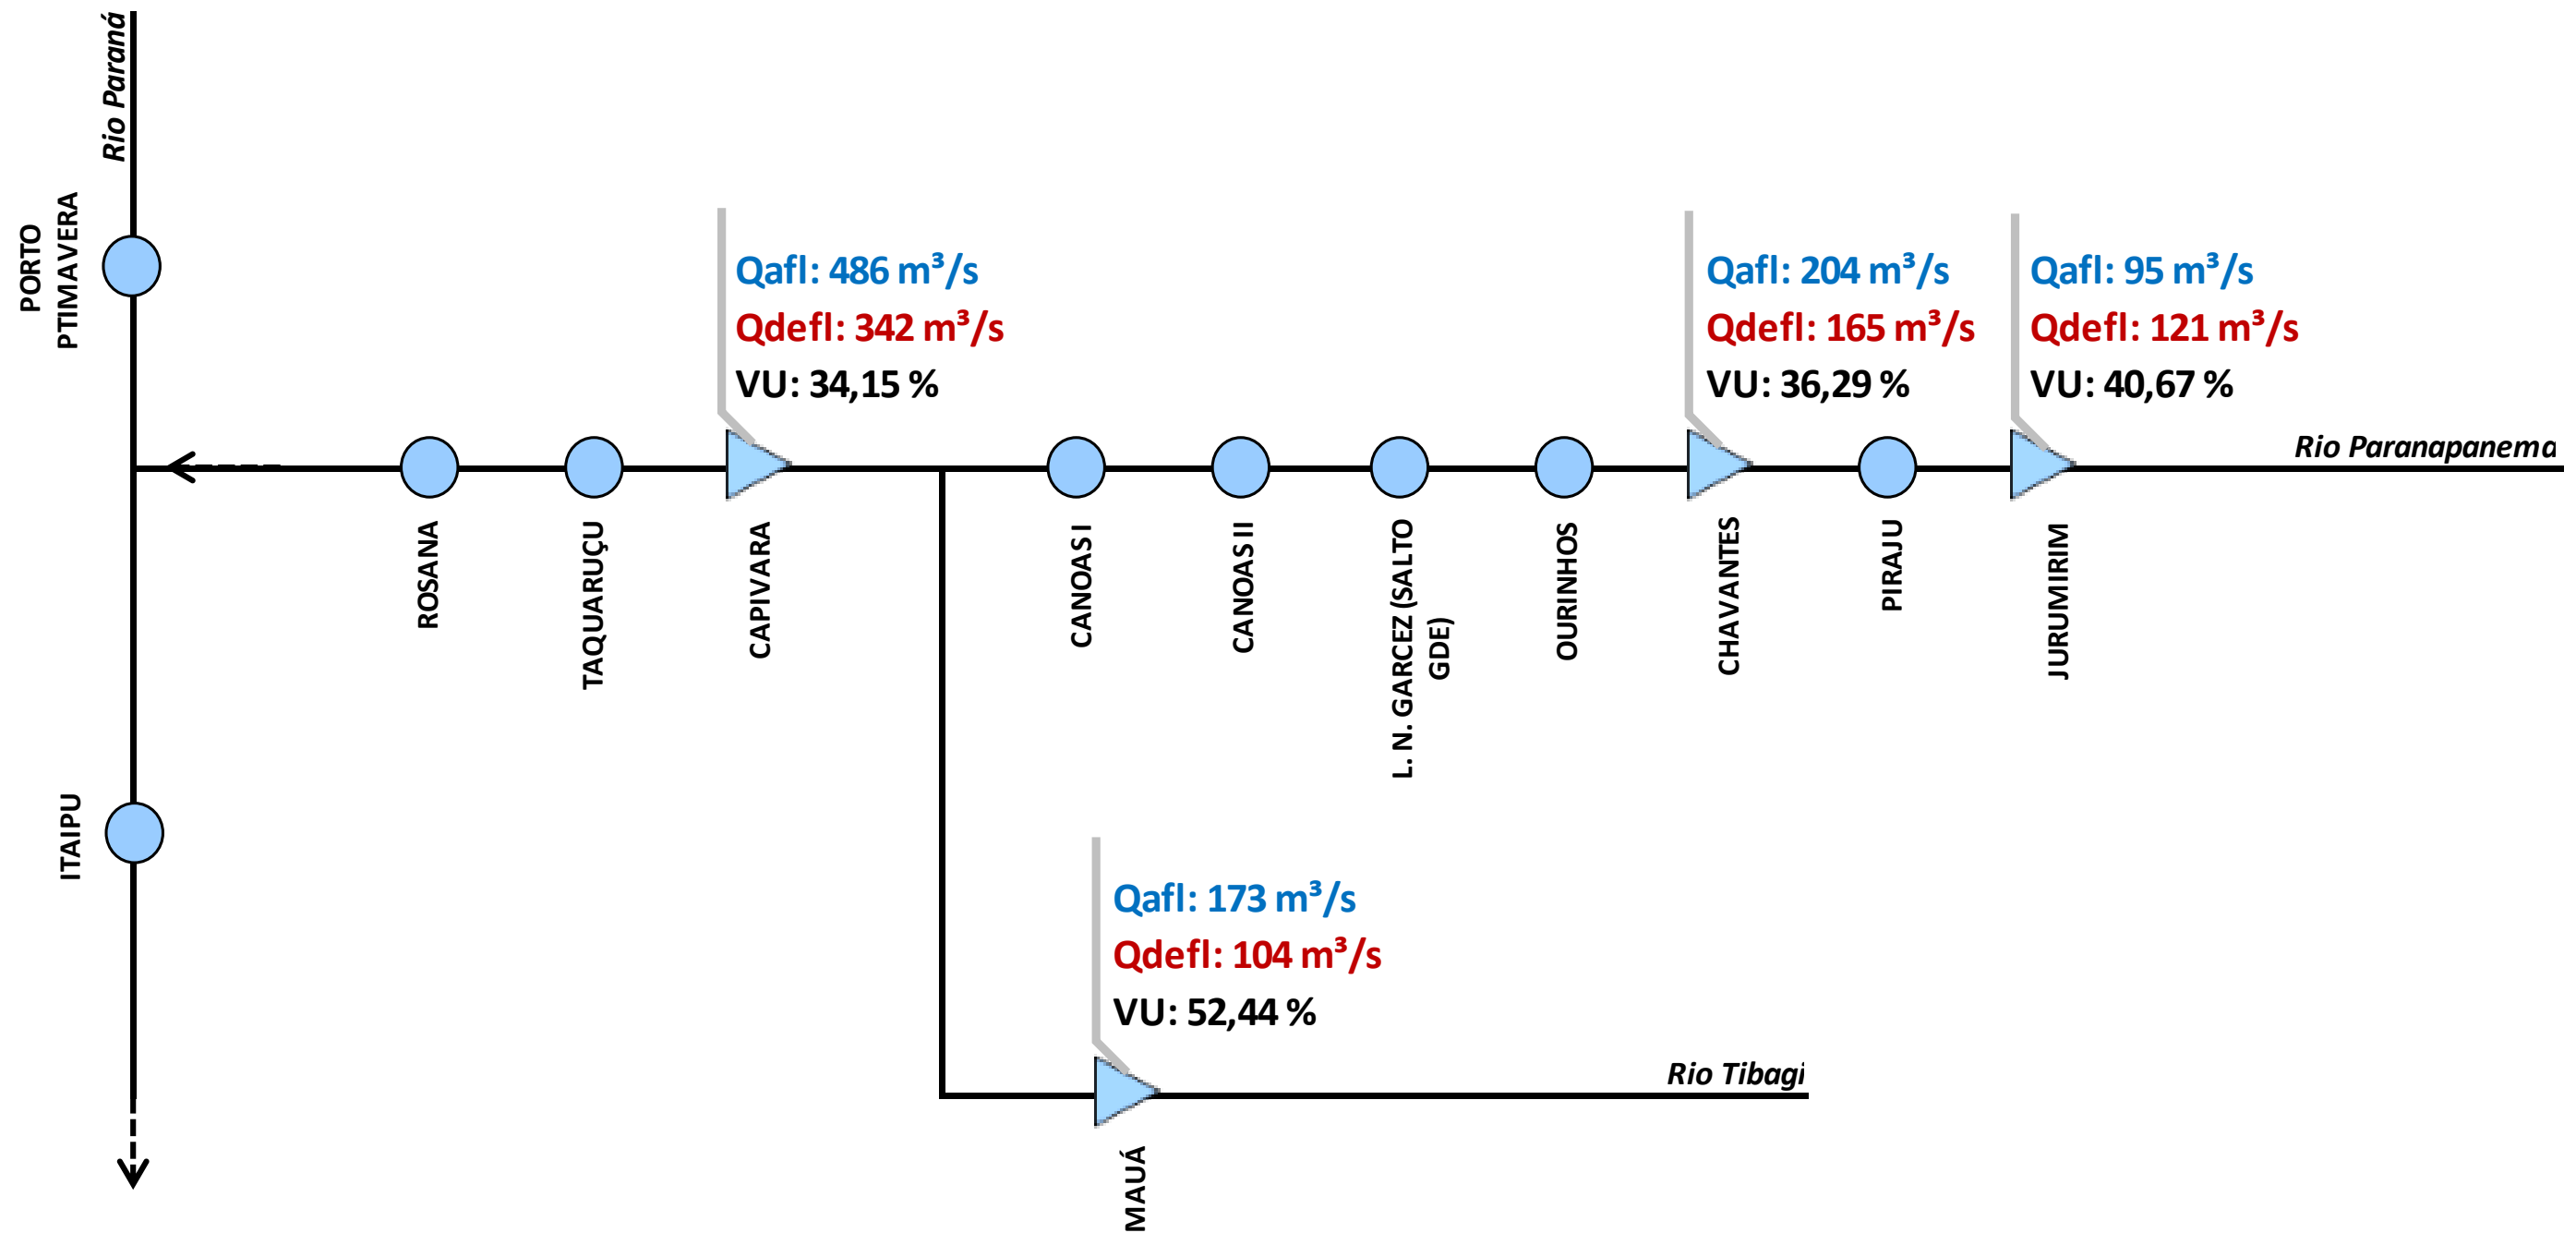 Rio Paraná
PORTO
PTIMAVERA
Qafl: 486 m³/s
Qdefl: 342 m³/s
VU: 34,15 %
Qafl: 204 m³/s
Qdefl: 165 m³/s
VU: 36,29 %
Qafl: 95 m³/s
Qdefl: 121 m³/s
VU: 40,67 %
Rio Paranapanema
ROSANA
TAQUARUÇU
CAPIVARA
CANOAS I
CANOAS II
L. N. GARCEZ (SALTO
GDE)
OURINHOS
CHAVANTES
PIRAJU
JURUMIRIM
ITAIPU
Qafl: 173 m³/s
Qdefl: 104 m³/s
VU: 52,44 %
Rio Tibagi
MAUÁ